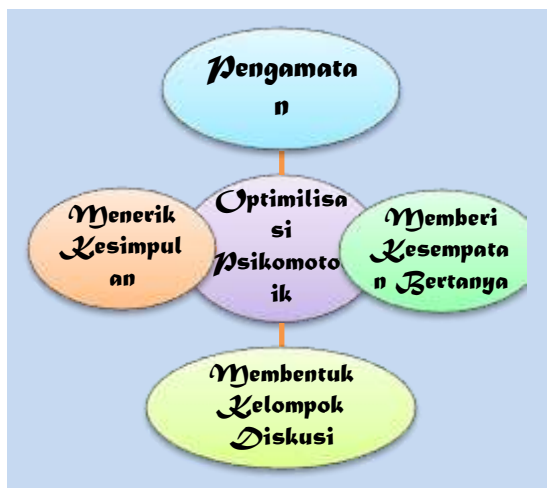 Pengamata
n
Menerik
Kesimpul
an
Optimilisa
si
Psikomoto
ik
Memberi
Kesempata
n Bertanya
Membentuk
Kelompok
Diskusi